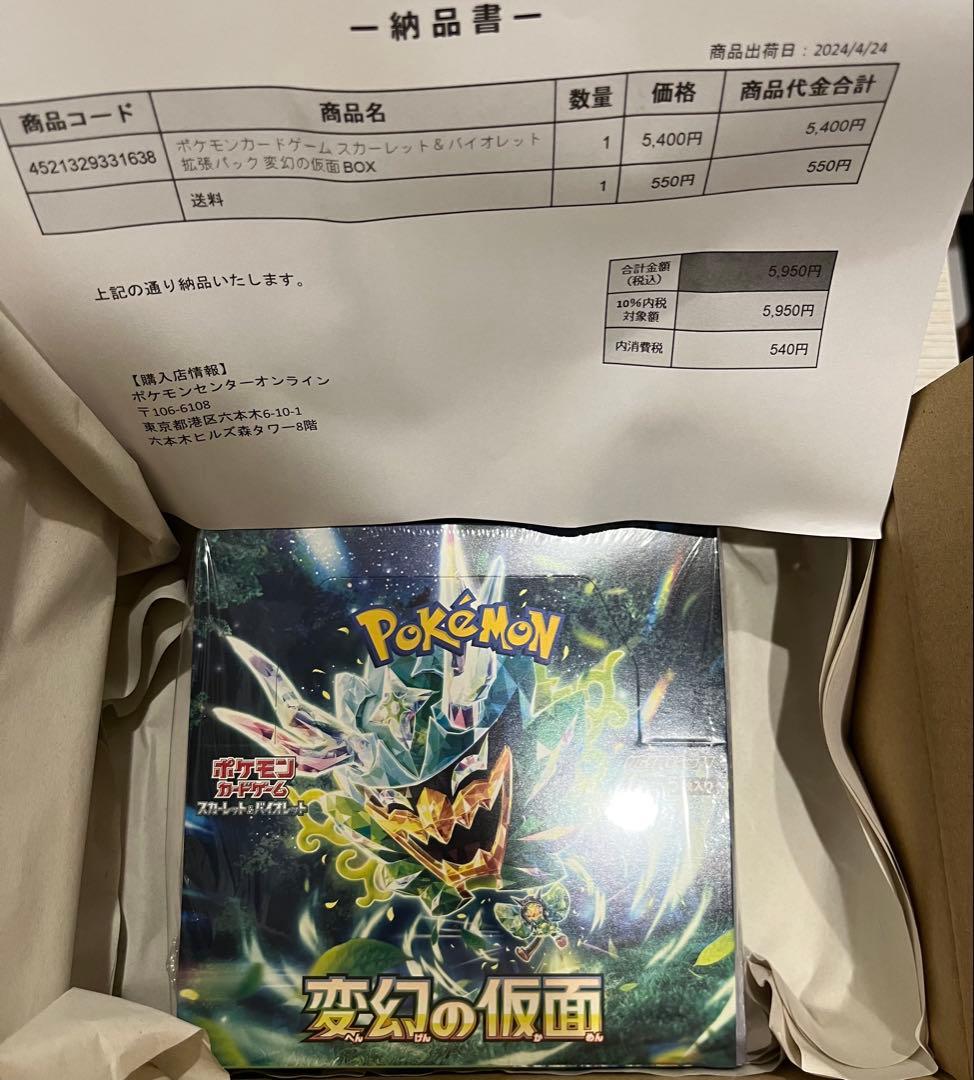 ー納品書ー
商品出荷日：2024/4/24
商品コード 商品名 数量 価格 商品代金合計
4521329331638 ポケモンカードゲーム スカーレット＆バイオレット 1 5,400円 5,400円
拡張パック 変幻の仮面 BOX
送料 1 550円 550円
上記の通り納品いたします。
合計金額 5,950円
（税込）
10%内税 5,950円
対象額
内消費税 540円
【購入店情報】
ポケモンセンターオンライン
〒106-6108
東京都港区六本木6-10-1
六本木ヒルズ森タワー8階
POKéMON
ポケモン
カードゲーム
スカーレット&バイオレット
変幻の仮面
へん げん か めん